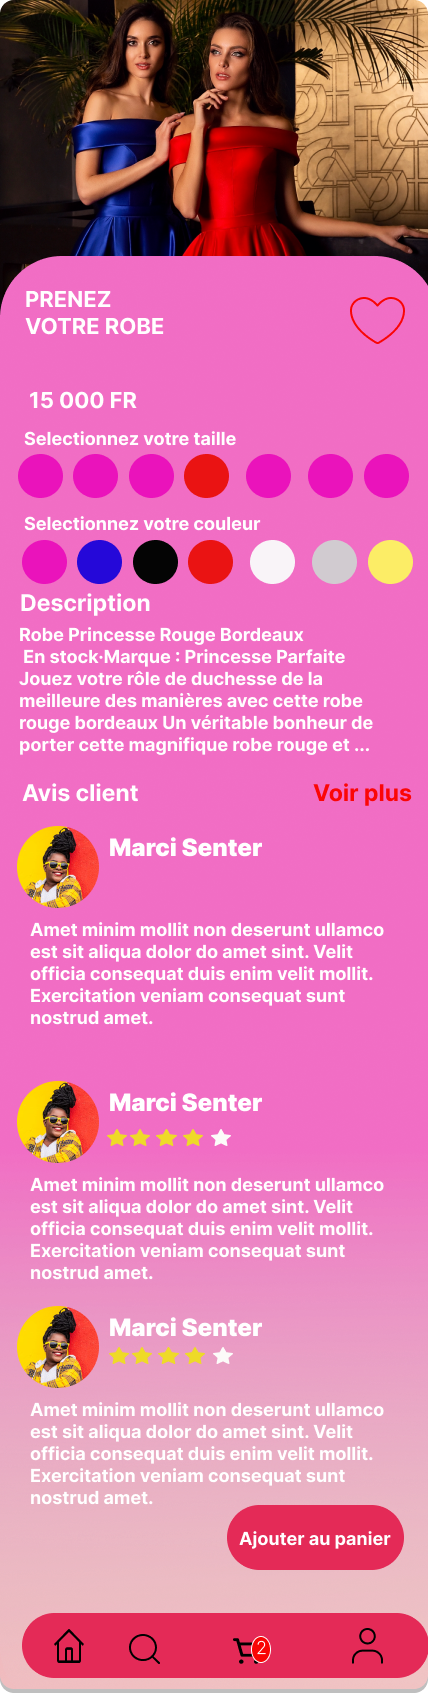 PRENEZ
VOTRE ROBE
15 000 FR
Selectionnez votre taille
Selectionnez votre couleur
Description
Robe Princesse Rouge Bordeaux
En stock·Marque : Princesse Parfaite
Jouez votre rôle de duchesse de la
meilleure des manières avec cette robe
rouge bordeaux Un véritable bonheur de
porter cette magnifique robe rouge et ...
Avis client
Voir plus
Marci Senter
Amet minim mollit non deserunt ullamco
est sit aliqua dolor do amet sint. Velit
officia consequat duis enim velit mollit.
Exercitation veniam consequat sunt
nostrud amet.
Marci Senter
Amet minim mollit non deserunt ullamco
est sit aliqua dolor do amet sint. Velit
officia consequat duis enim velit mollit.
Exercitation veniam consequat sunt
nostrud amet.
Marci Senter
Amet minim mollit non deserunt ullamco
est sit aliqua dolor do amet sint. Velit
officia consequat duis enim velit mollit.
Exercitation veniam consequat sunt
nostrud amet.
Ajouter au panier
2